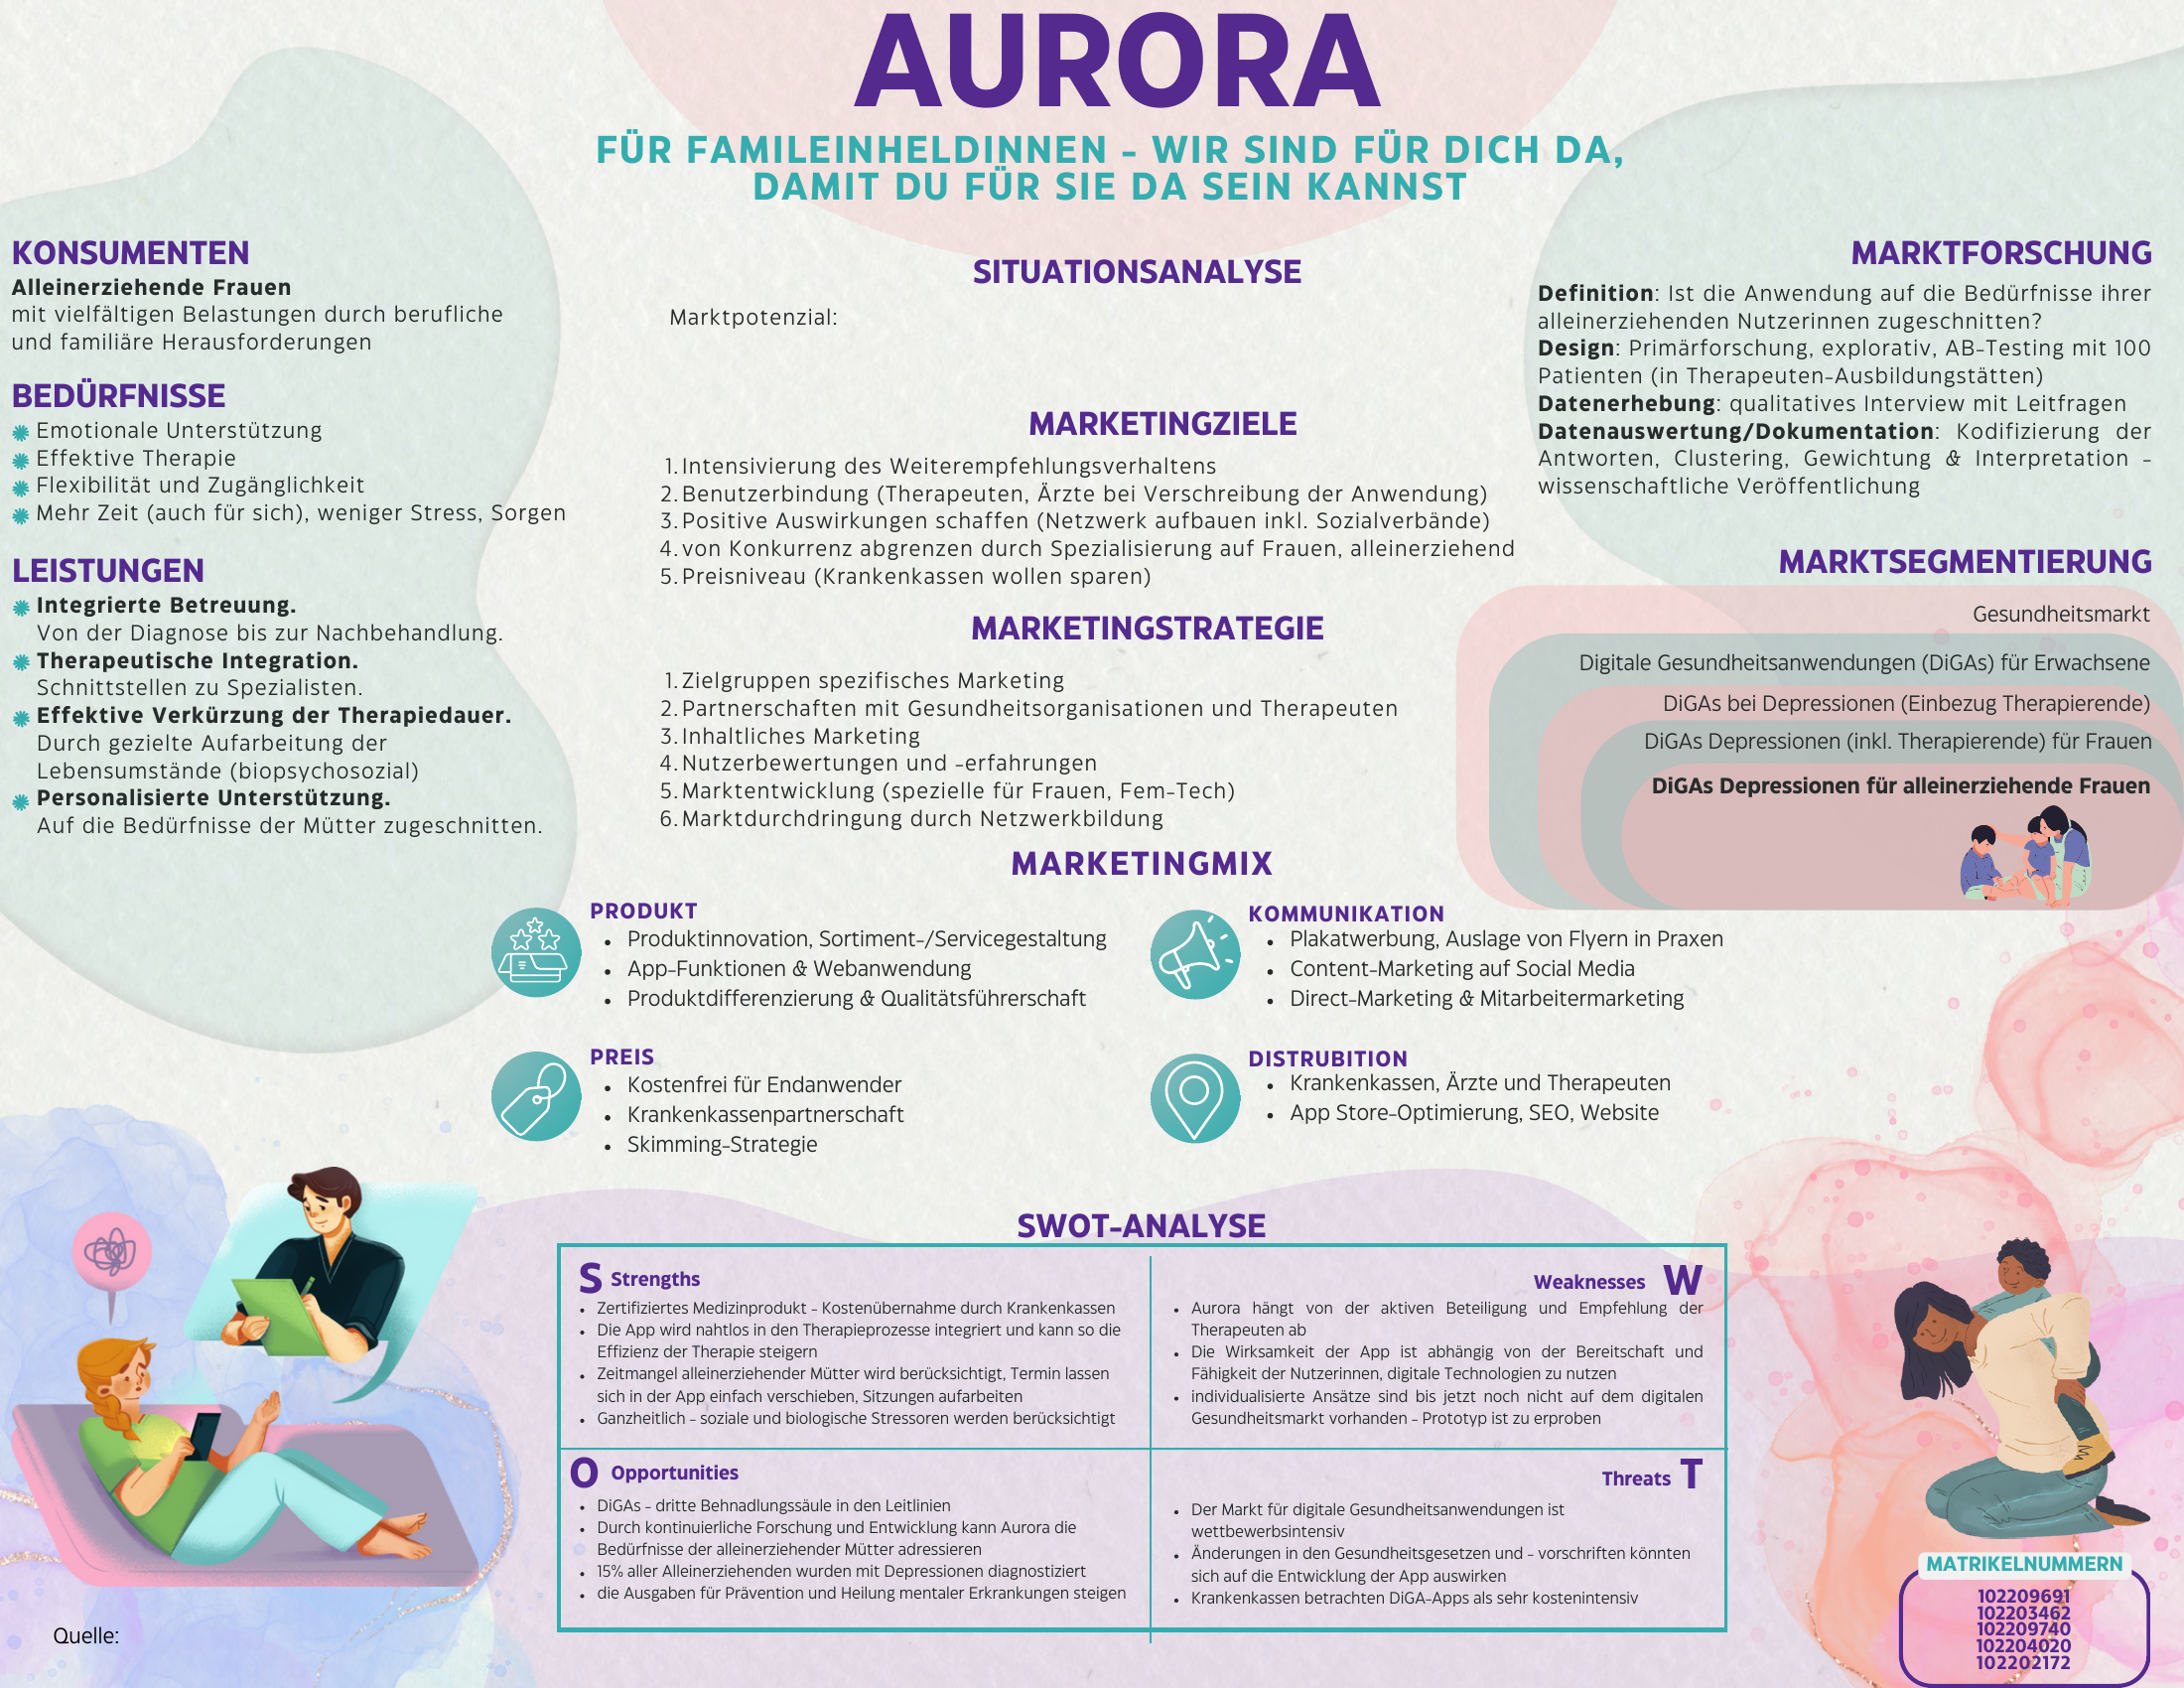 AURORA
FÜR FAMILEINHELDINNEN - WIR SIND FÜR DICH DA,
DAMIT DU FÜR SIE DA SEIN KANNST
KONSUMENTEN
Alleinerziehende Frauen
mit vielfältigen Belastungen durch berufliche
und familiäre Herausforderungen
BEDÜRFNISSE
Emotionale Unterstützung
Effektive Therapie
Flexibilität und Zugänglichkeit
Mehr Zeit (auch für sich), weniger Stress, Sorgen
LEISTUNGEN
Integrierte Betreuung.
Von der Diagnose bis zur Nachbehandlung.
Therapeutische Integration.
Schnittstellen zu Spezialisten.
Effektive Verkürzung der Therapiedauer.
Durch gezielte Aufarbeitung der
Lebensumstände (biopsychosozial)
Personalisierte Unterstützung.
Auf die Bedürfnisse der Mütter zugeschnitten.
SITUATIONSANALYSE
Marktpotenzial:
MARKETINGZIELE
1. Intensivierung des Weiterempfehlungsverhaltens
2. Benutzerbindung (Therapeuten, Ärzte bei Verschreibung der Anwendung)
3. Positive Auswirkungen schaffen (Netzwerk aufbauen inkl. Sozialverbände)
4. von Konkurrenz abgrenzen durch Spezialisierung auf Frauen, alleinerziehend
5. Preisniveau (Krankenkassen wollen sparen)
MARKETINGSTRATEGIE
1. Zielgruppen spezifisches Marketing
2. Partnerschaften mit Gesundheitsorganisationen und Therapeuten
3. Inhaltliches Marketing
4. Nutzerbewertungen und -erfahrungen
5. Marktentwicklung (spezielle für Frauen, Fem-Tech)
6. Marktdurchdringung durch Netzwerkbildung
MARKTFORSCHUNG
Definition: Ist die Anwendung auf die Bedürfnisse ihrer
alleinerziehenden Nutzerinnen zugeschnitten?
Design: Primärforschung, explorativ, AB-Testing mit 100
Patienten (in Therapeuten-Ausbildungstätten)
Datenerhebung: qualitatives Interview mit Leitfragen
Datenauswertung/Dokumentation: Kodifizierung der
Antworten, Clustering, Gewichtung & Interpretation -
wissenschaftliche Veröffentlichung
MARKTSEGMENTIERUNG
Gesundheitsmarkt
Digitale Gesundheitsanwendungen (DiGAs) für Erwachsene
DiGAs bei Depressionen (Einbezug Therapierende)
DiGAs Depressionen (inkl. Therapierende) für Frauen
DiGAs Depressionen für alleinerziehende Frauen
MARKETINGMIX
PRODUKT
• Produktinnovation, Sortiment-/Servicegestaltung
• App-Funktionen & Webanwendung
• Produktdifferenzierung & Qualitätsführerschaft
KOMMUNIKATION
• Plakatwerbung, Auslage von Flyern in Praxen
• Content-Marketing auf Social Media
• Direct-Marketing & Mitarbeitermarketing
PREIS
• Kostenfrei für Endanwender
• Krankenkassenpartnerschaft
• Skimming-Strategie
DISTRUBITION
• Krankenkassen, Ärzte und Therapeuten
• App Store-Optimierung, SEO, Website
SWOT-ANALYSE
S Strengths
• Zertifiziertes Medizinprodukt - Kostenübernahme durch Krankenkassen
• Die App wird nahtlos in den Therapieprozesse integriert und kann so die
Effizienz der Therapie steigern
• Zeitmangel alleinerziehender Mütter wird berücksichtigt, Termin lassen
sich in der App einfach verschieben, Sitzungen aufarbeiten
• Ganzheitlich - soziale und biologische Stressoren werden berücksichtigt
Weaknesses W
• Aurora hängt von der aktiven Beteiligung und Empfehlung der
Therapeuten ab
• Die Wirksamkeit der App ist abhängig von der Bereitschaft und
Fähigkeit der Nutzerinnen, digitale Technologien zu nutzen
• individualisierte Ansätze sind bis jetzt noch nicht auf dem digitalen
Gesundheitsmarkt vorhanden - Prototyp ist zu erproben
O Opportunities
• DiGAs - dritte Behnadlungssäule in den Leitlinien
• Durch kontinuierliche Forschung und Entwicklung kann Aurora die
• Bedürfnisse der alleinerziehender Mütter adressieren
• 15% aller Alleinerziehenden wurden mit Depressionen diagnostiziert
• die Ausgaben für Prävention und Heilung mentaler Erkrankungen steigen
Threats T
• Der Markt für digitale Gesundheitsanwendungen ist
wettbewerbsintensiv
• Änderungen in den Gesundheitsgesetzen und - vorschriften könnten
sich auf die Entwicklung der App auswirken
• Krankenkassen betrachten DiGA-Apps als sehr kostenintensiv
Quelle:
MATRIKELNUMMERN
102209691
102203462
102209740
102204020
102202172